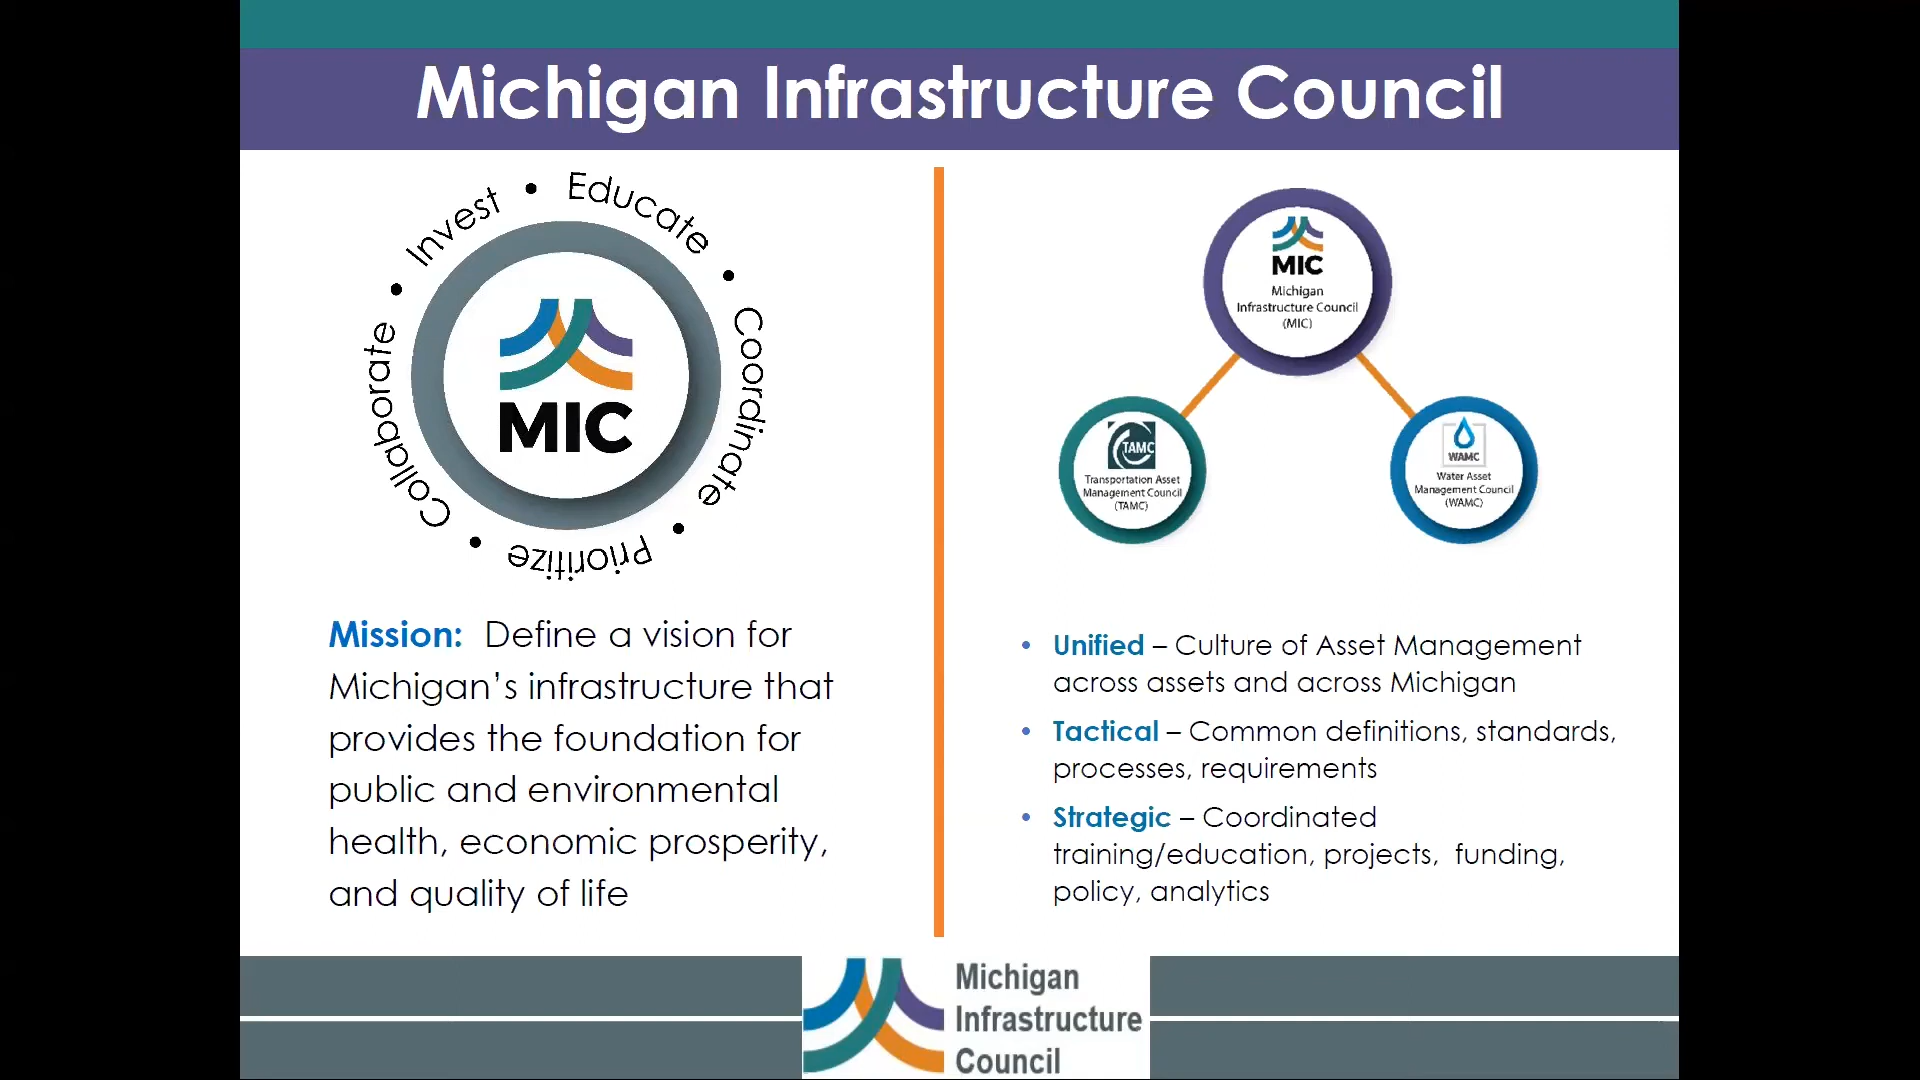 Michigan Infrastructure Council
Invest • Educate • Coordinate • Prioritize • Collaborate •
MIC
Mission: Define a vision for
Michigan’s infrastructure that
provides the foundation for
public and environmental
health, economic prosperity,
and quality of life
MIC
Michigan
Infrastructure Council
(MIC)
TAMC
Transportation Asset
Management Council
(TAMC)
WAMC
Water Asset
Management Council
(WAMC)
• Unified – Culture of Asset Management
across assets and across Michigan
• Tactical – Common definitions, standards,
processes, requirements
• Strategic – Coordinated
training/education, projects, funding,
policy, analytics
Michigan
Infrastructure
Council